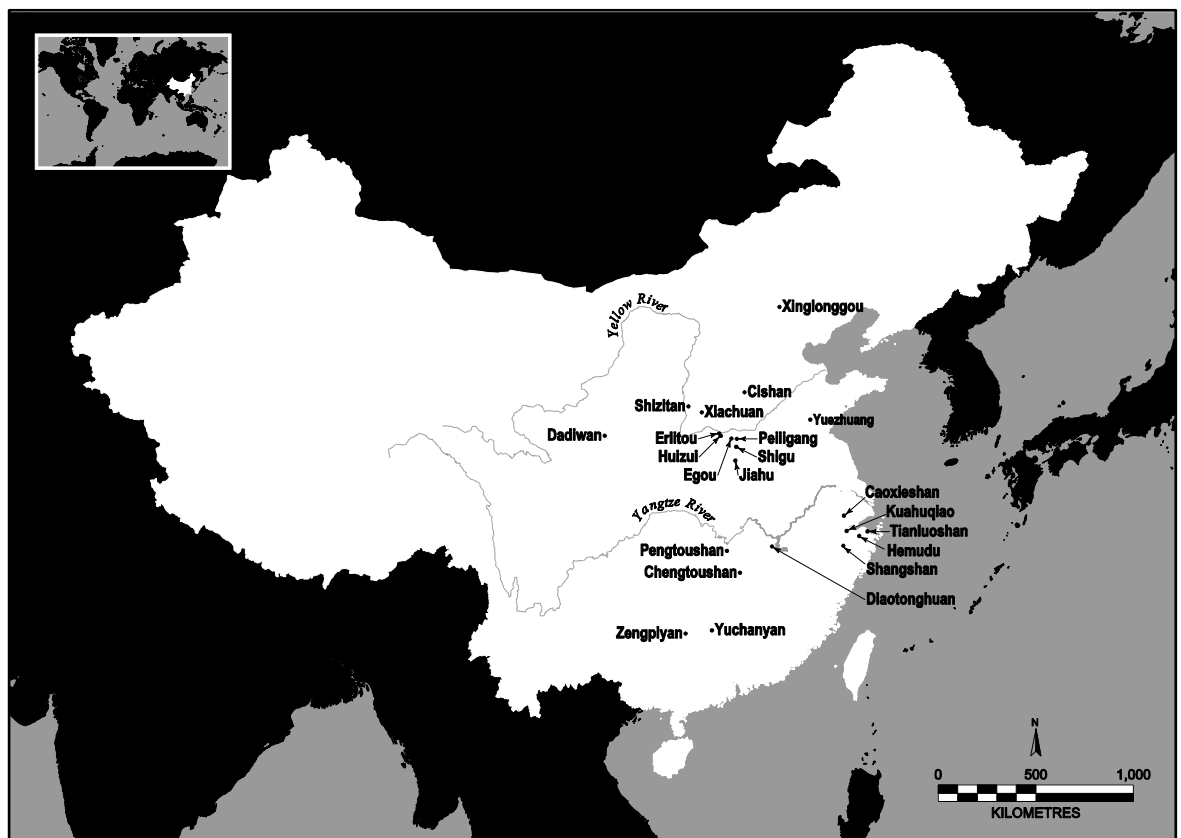 Yellow River
Xinglonggou
Cishan
Shizitan
Xiachuan
Yuezhuang
Dadiwan
Erlitou
Peiligang
Huizui
Shigu
Egou
Jiahu
Caoxieshan
Yangtze River
Kuahuqiao
Tianluoshan
Pengtoushan
Hemudu
Chengtoushan
Shangshan
Diaotonghuan
Zengpiyan
Yuchanyan
N
0 500 1,000
KILOMETRES